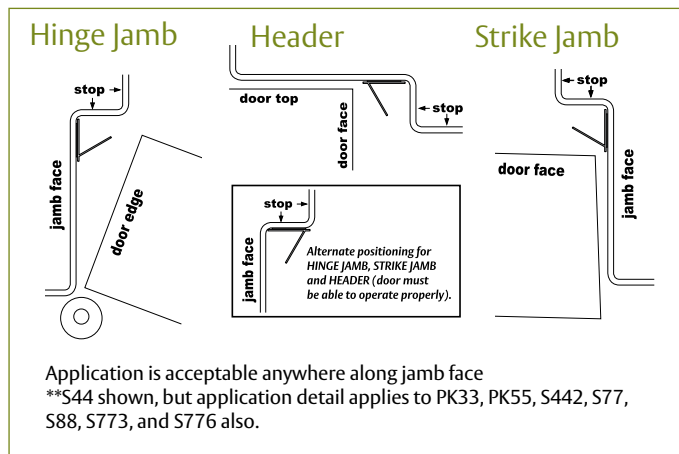 Hinge Jamb
Header
Strike Jamb
stop
jamb face
door edge
door top
door face
stop
stop
door face
jamb face
stop
jamb face
Alternate positioning for
HINGE JAMB, STRIKE JAMB
and HEADER (door must
be able to operate properly).
Application is acceptable anywhere along jamb face
**S44 shown, but application detail applies to PK33, PK55, S442, S77,
S88, S773, and S776 also.